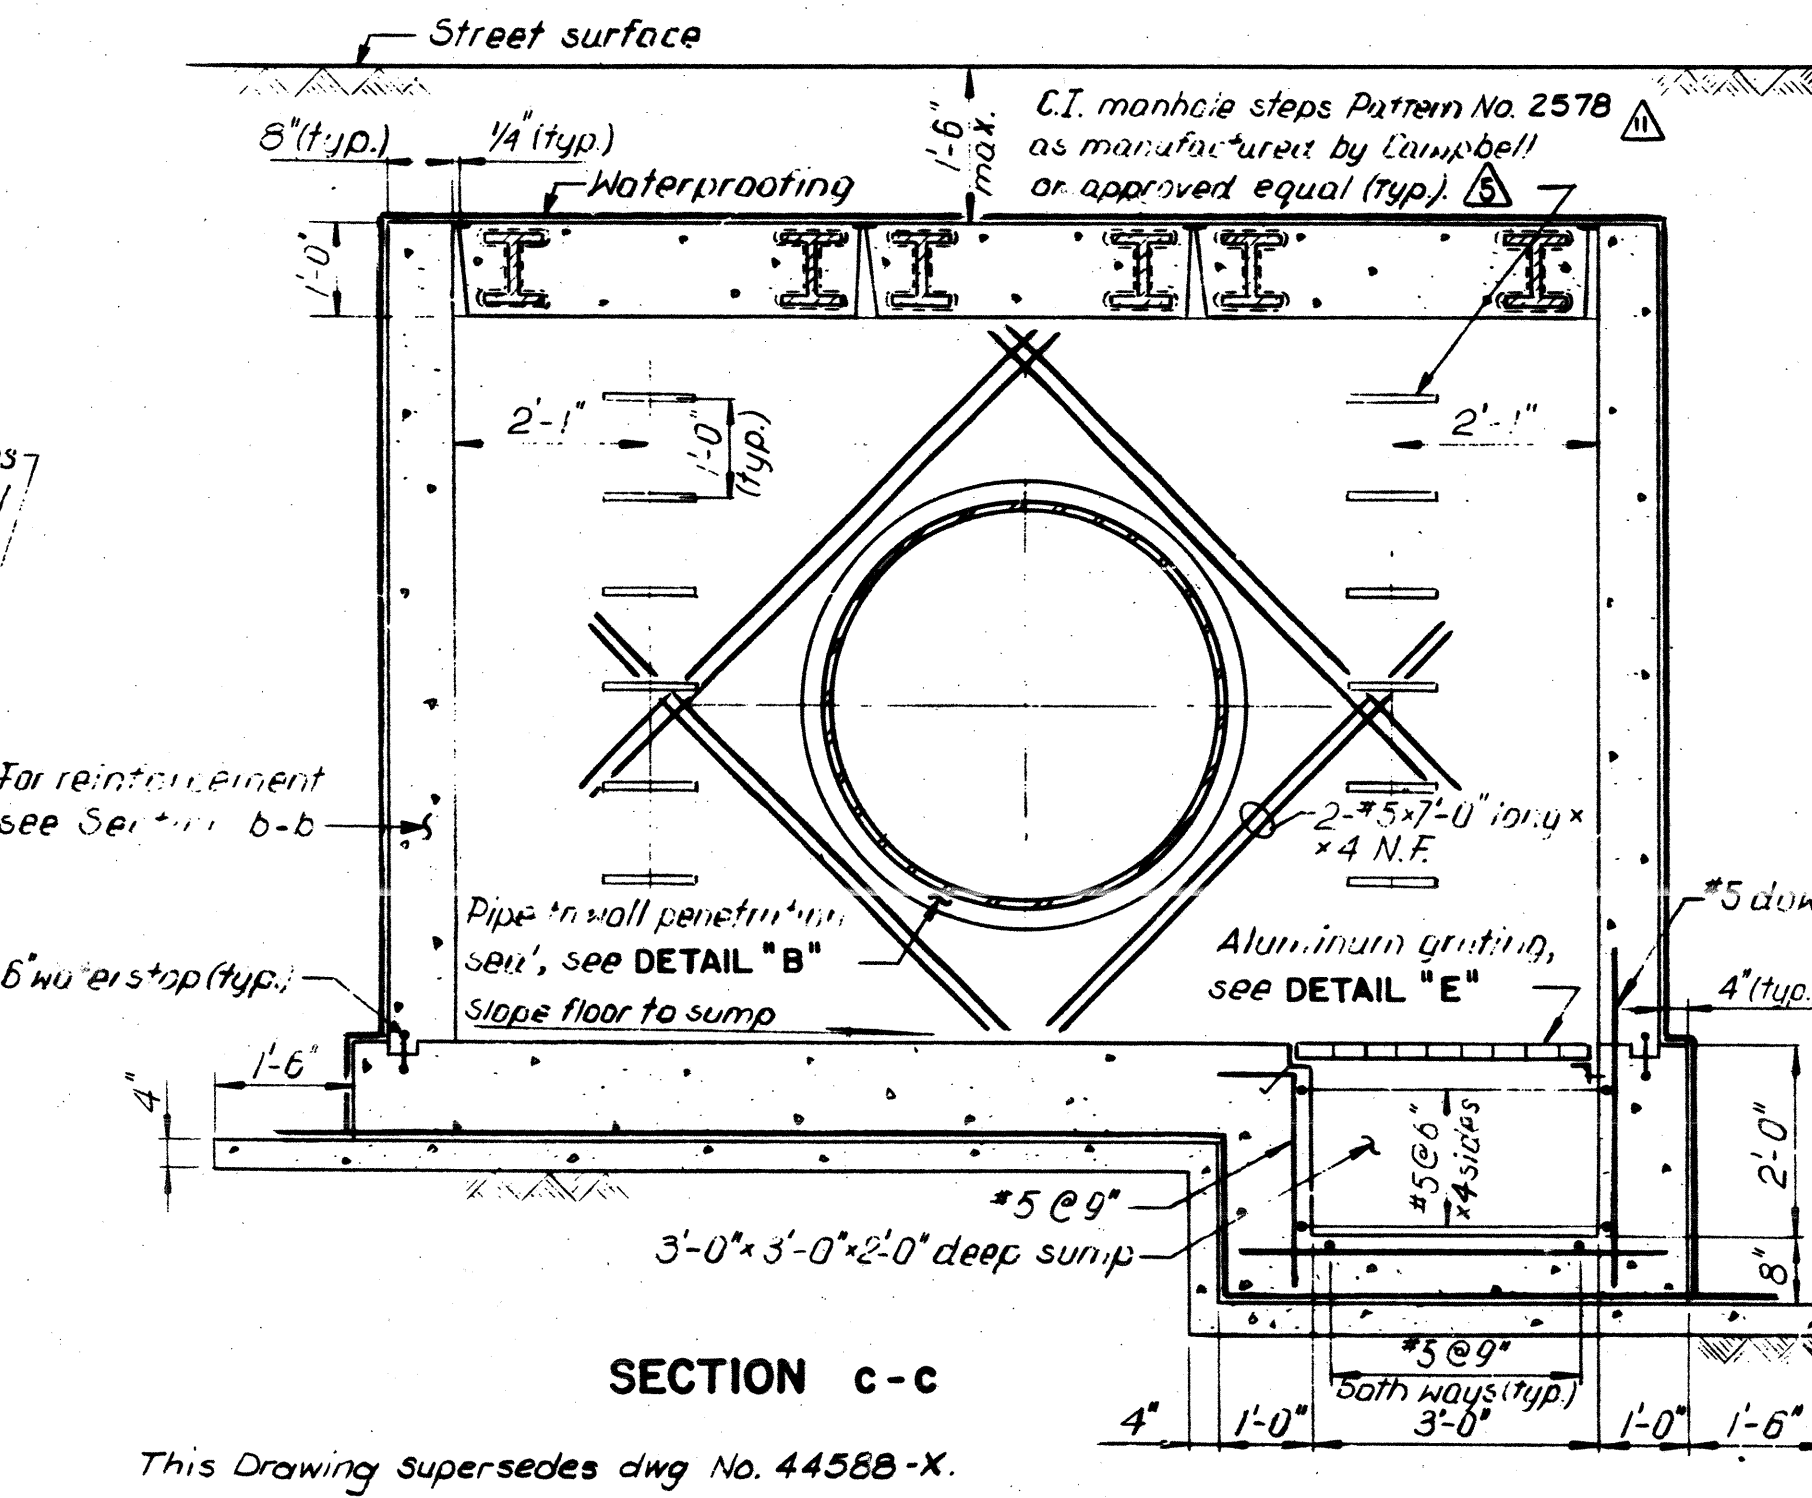 Street surface
8"(typ.)
1/4"(typ.)
Waterproofing
1'-6"
max.
C.I. manhole steps Pattern No. 2578
11
as manufactured by Campbell
or approved equal (typ.).
5
1'-0"
2'-1"
1'-0"
(typ.)
2'-1"
For reinforcement
see Section b-b
2-#5x7'-0" long x
x4 N.F.
Pipe to wall penetration
seal, see DETAIL "B"
Slope floor to sump
6" waterstop (typ.)
Aluminum grating,
see DETAIL "E"
#5
4"(typ.
1'-6"
4"
#5@6"
x4 sides
2'-0"
8"
#5 @ 9"
3'-0"x3'-0"x2'-0" deep sump
#5 @ 9"
both ways (typ.)
4"
1'-0"
3'-0"
1'-0"
1'-6"
SECTION c-c
This Drawing supersedes dwg No. 44588-X.